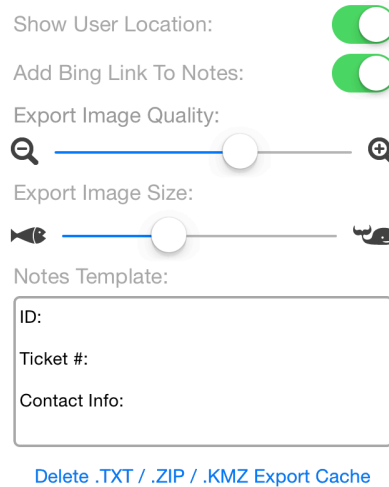 Show User Location:
Add Bing Link To Notes:
Export Image Quality:
Export Image Size:
Notes Template:
ID:
Ticket #:
Contact Info:
Delete .TXT / .ZIP / .KMZ Export Cache